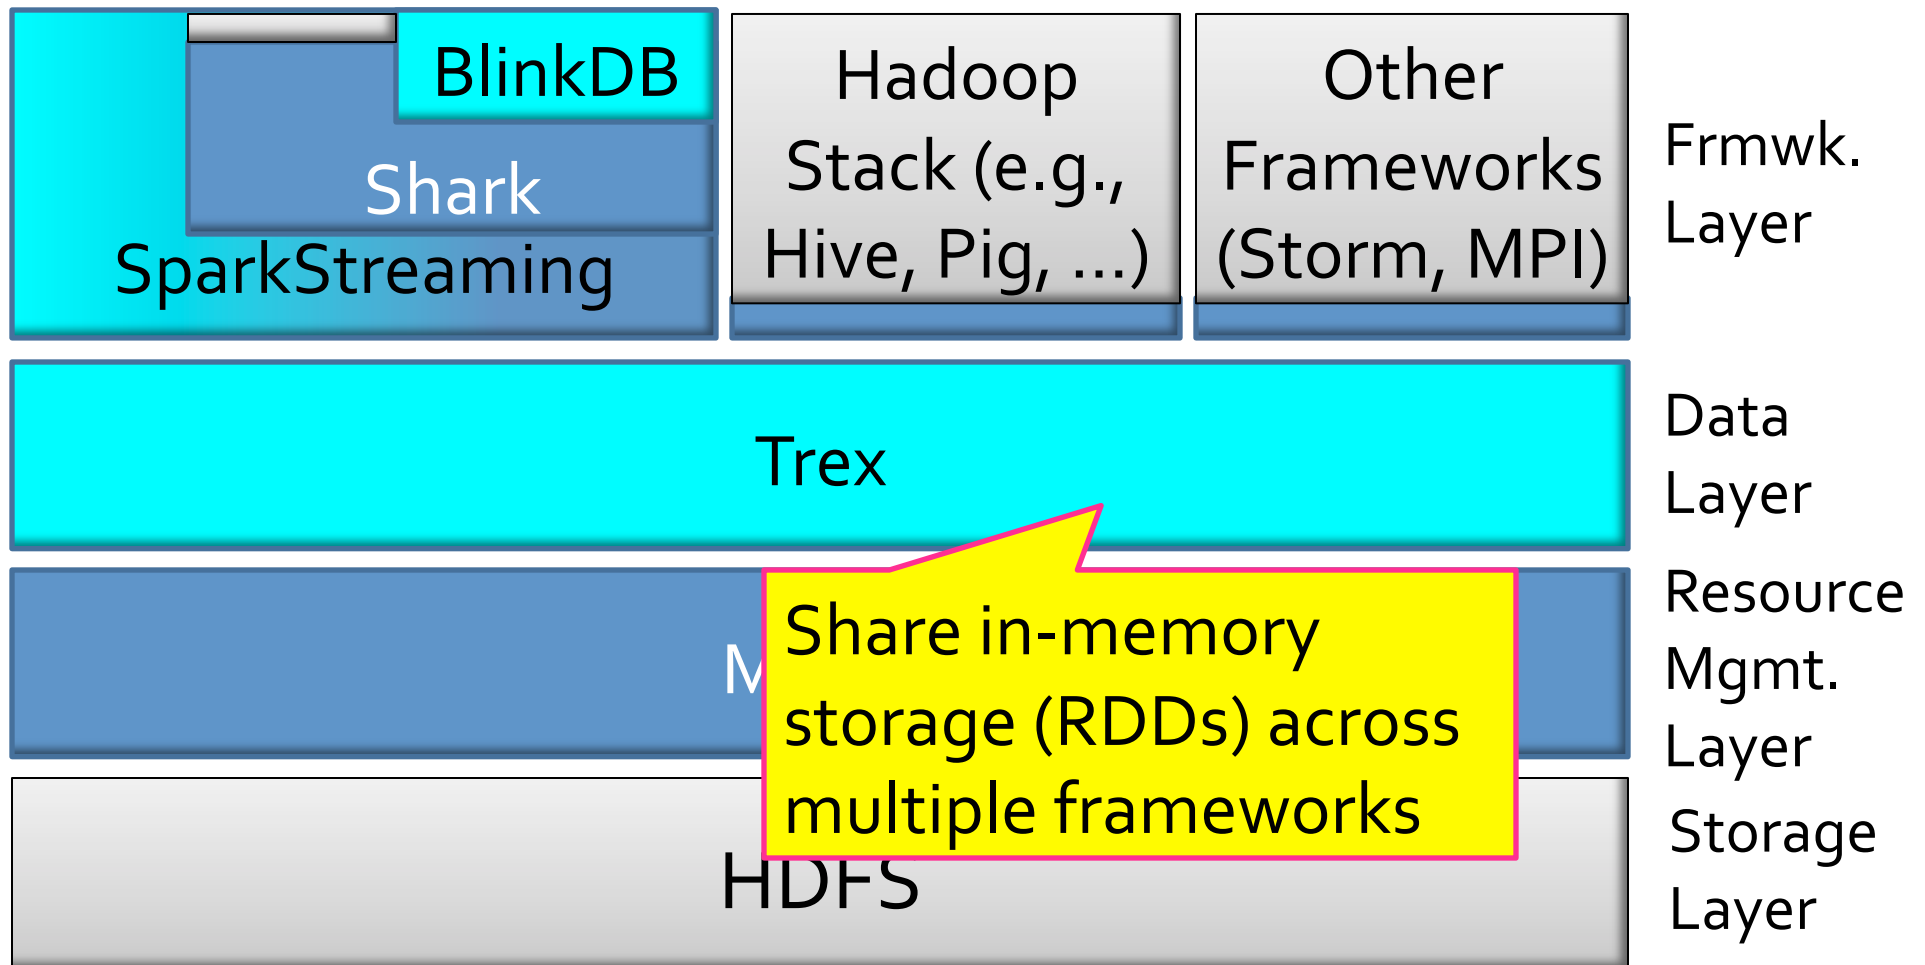 BlinkDB
Shark
SparkStreaming
Hadoop
Stack (e.g.,
Hive, Pig, …)
Other
Frameworks
(Storm, MPI)
Frmwk.
Layer
Trex
Data
Layer
Share in-memory
storage (RDDs) across
multiple frameworks
Resource
Mgmt.
Layer
HDFS
Storage
Layer